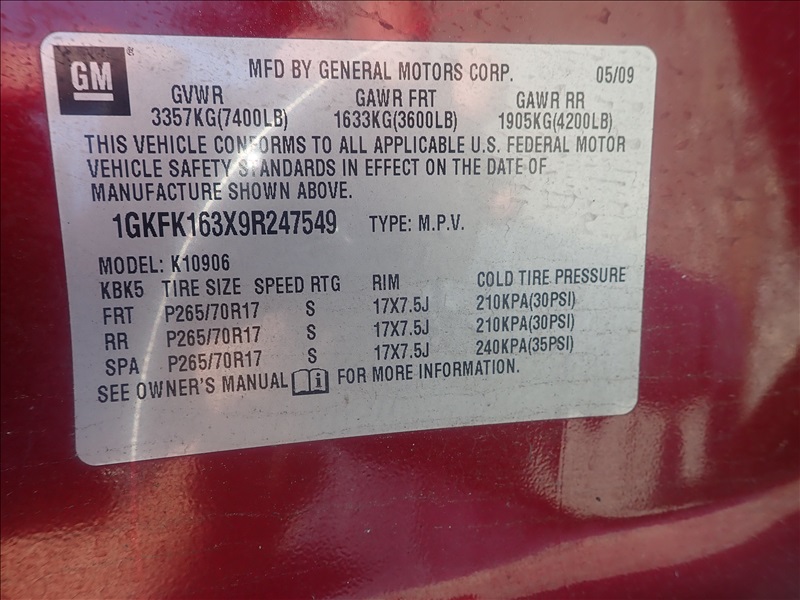 GM ®
MFD BY GENERAL MOTORS CORP. 05/09
GVWR GAWR FRT GAWR RR
3357KG(7400LB) 1633KG(3600LB) 1905KG(4200LB)
THIS VEHICLE CONFORMS TO ALL APPLICABLE U.S. FEDERAL MOTOR
VEHICLE SAFETY STANDARDS IN EFFECT ON THE DATE OF
MANUFACTURE SHOWN ABOVE.
1GKFK163X9R247549 TYPE: M.P.V.
MODEL: K10906
KBK5 TIRE SIZE SPEED RTG RIM COLD TIRE PRESSURE
FRT P265/70R17 S 17X7.5J 210KPA(30PSI)
RR P265/70R17 S 17X7.5J 210KPA(30PSI)
SPA P265/70R17 S 17X7.5J 240KPA(35PSI)
SEE OWNER'S MANUAL i FOR MORE INFORMATION.